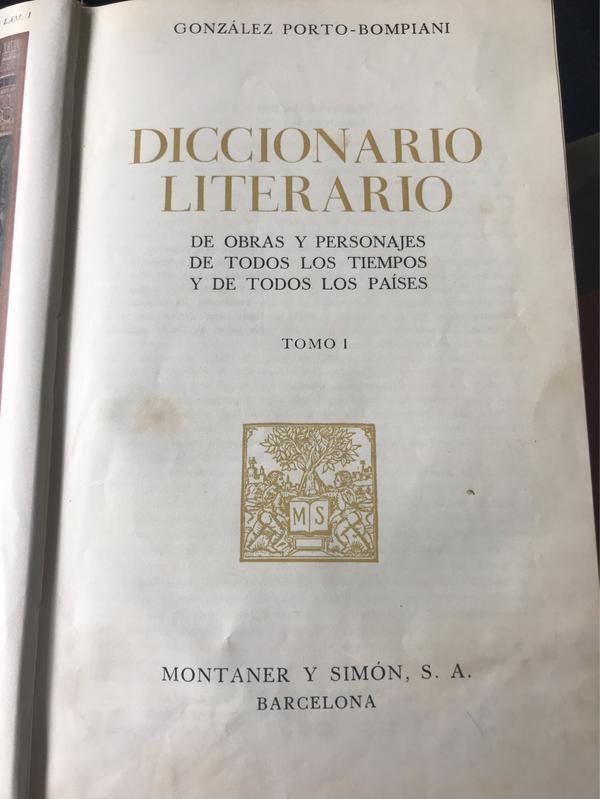 LÁM. I
GONZÁLEZ PORTO-BOMPIANI
DICCIONARIO
LITERARIO
DE OBRAS Y PERSONAJES
DE TODOS LOS TIEMPOS
Y DE TODOS LOS PAÍSES
TOMO I
M S
MONTANER Y SIMÓN, S. A.
BARCELONA